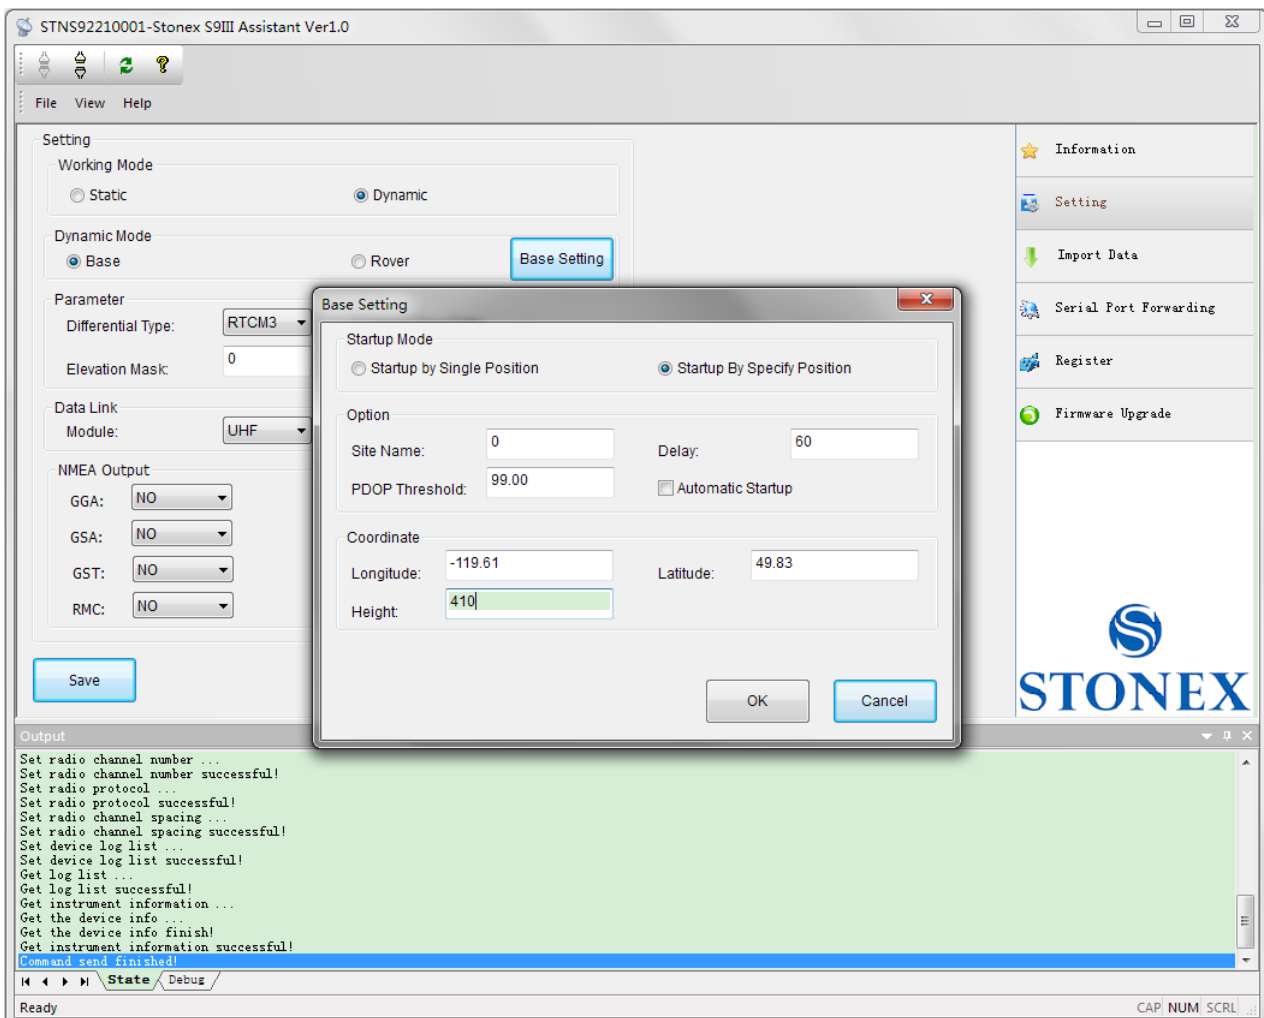 STNS92210001-Stonex S9III Assistant Ver1.0
File View Help
Setting
Working Mode
Static Dynamic
Dynamic Mode
Base Rover Base Setting
Parameter
Differential Type: RTCM3
Elevation Mask: 0
Data Link
Module: UHF
NMEA Output
GGA: NO
GSA: NO
GST: NO
RMC: NO
Save
Base Setting
Startup Mode
Startup by Single Position Startup By Specify Position
Option
Site Name: 0 Delay: 60
PDOP Threshold: 99.00 Automatic Startup
Coordinate
Longitude: -119.61 Latitude: 49.83
Height: 410
OK Cancel
Information
Setting
Import Data
Serial Port Forwarding
Register
Firmware Upgrade
STONEX
Output
Set radio channel number ...
Set radio channel number successful!
Set radio protocol ...
Set radio protocol successful!
Set radio channel spacing ...
Set radio channel spacing successful!
Set device log list ...
Set device log list successful!
Get log list ...
Get log list successful!
Get instrument information ...
Get the device info ...
Get the device info finish!
Get instrument information successful!
Command send finished!
State Debug
Ready CAP NUM SCRL